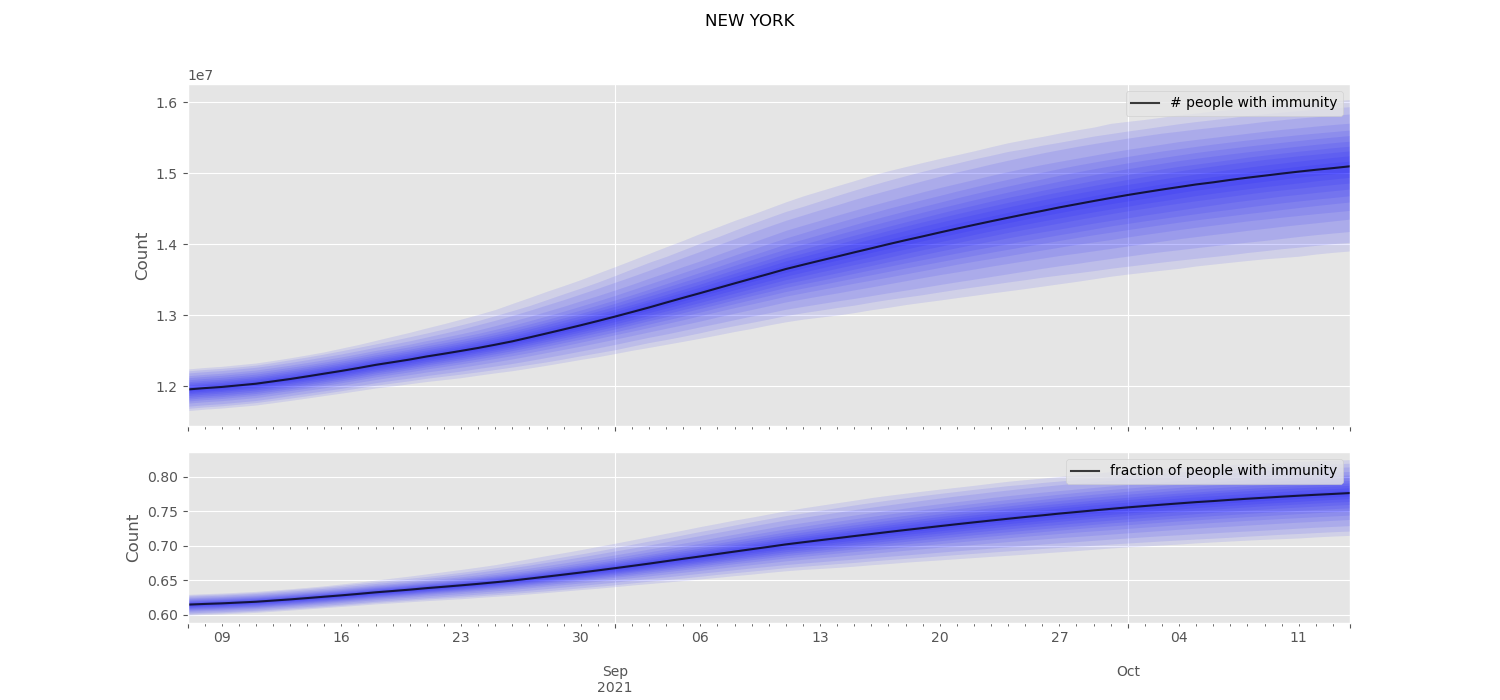 NEW YORK
1e7
# people with immunity
1.6
1.5
1.4
1.3
1.2
Count
fraction of people with immunity
0.80
0.75
0.70
0.65
0.60
Count
09 16 23 30 06 13 20 27 04 11
Sep Oct
2021